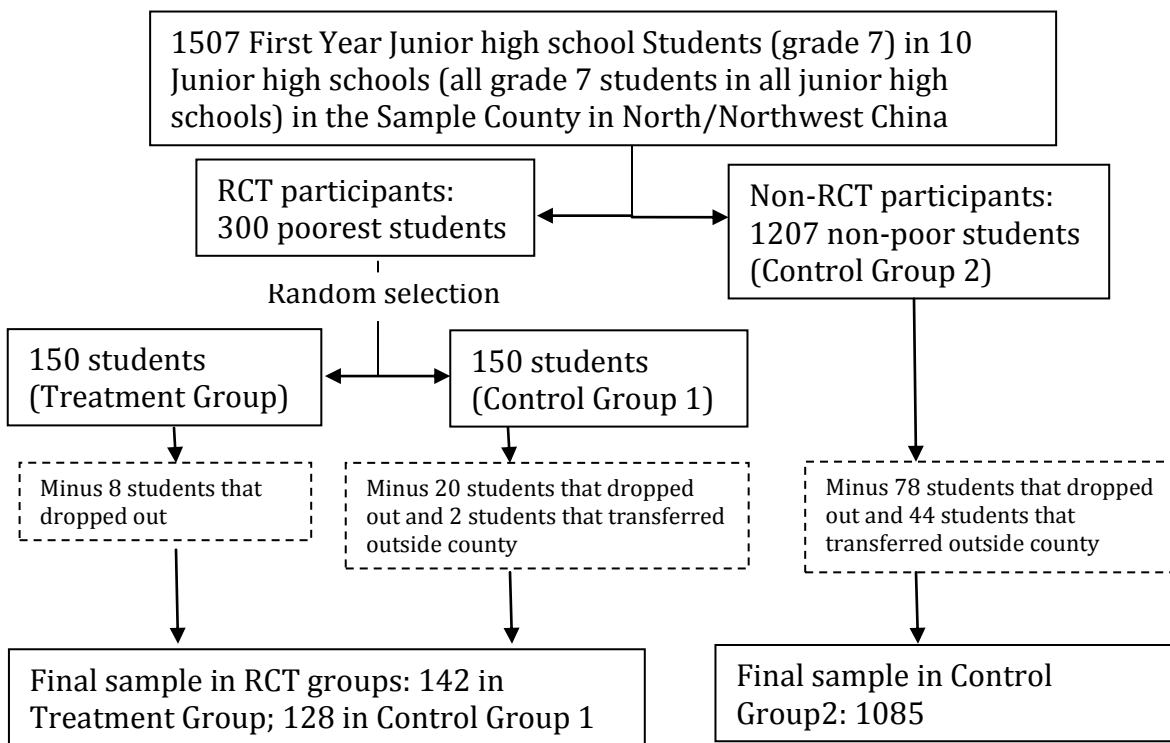 1507 First Year Junior high school Students (grade 7) in 10
Junior high schools (all grade 7 students in all junior high
schools) in the Sample County in North/Northwest China
RCT participants:
300 poorest students
Non-RCT participants:
1207 non-poor students
(Control Group 2)
Random selection
150 students
(Treatment Group)
150 students
(Control Group 1)
Minus 8 students that
dropped out
Minus 20 students that dropped
out and 2 students that transferred
outside county
Minus 78 students that dropped
out and 44 students that
transferred outside county
Final sample in RCT groups: 142 in
Treatment Group; 128 in Control Group 1
Final sample in Control
Group2: 1085